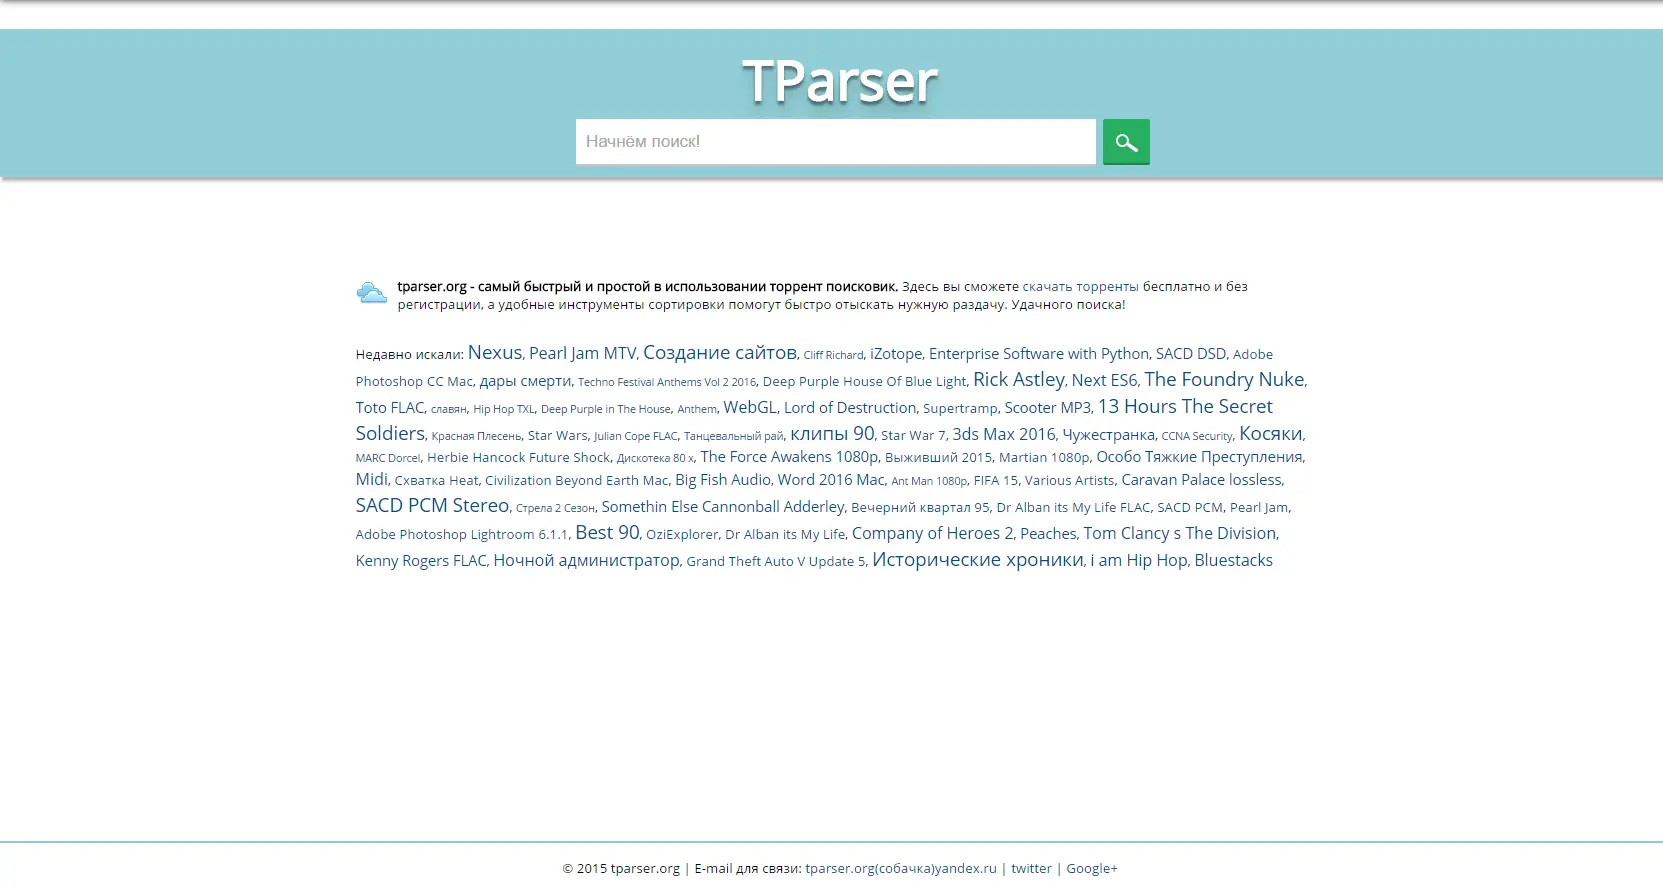 TParser
Начнём поиск!
tparser.org - самый быстрый и простой в использовании торрент поисковик. Здесь вы сможете скачать торренты бесплатно и без
регистрации, а удобные инструменты сортировки помогут быстро отыскать нужную раздачу. Удачного поиска!
Недавно искали: Nexus, Pearl Jam MTV, Создание сайтов, Cliff Richard, iZotope, Enterprise Software with Python, SACD DSD, Adobe
Photoshop CC Mac, дары смерти, Techno Festival Anthems Vol 2 2016, Deep Purple House Of Blue Light, Rick Astley, Next ES6, The Foundry Nuke,
Toto FLAC, славян, Hip Hop TXL, Deep Purple in The House, Anthem, WebGL, Lord of Destruction, Supertramp, Scooter MP3, 13 Hours The Secret
Soldiers, Красная Плесень, Star Wars, Julian Cope FLAC, Танцевальный рай, клипы 90, Star War 7, 3ds Max 2016, Чужестранка, CCNA Security, Косяки,
MARC Dorcel, Herbie Hancock Future Shock, Дискотека 80 х, The Force Awakens 1080p, Выживший 2015, Martian 1080p, Особо Тяжкие Преступления,
Midi, Схватка Heat, Civilization Beyond Earth Mac, Big Fish Audio, Word 2016 Mac, Ant Man 1080p, FIFA 15, Various Artists, Caravan Palace lossless,
SACD PCM Stereo, Стрела 2 Сезон, Somethin Else Cannonball Adderley, Вечерний квартал 95, Dr Alban its My Life FLAC, SACD PCM, Pearl Jam,
Adobe Photoshop Lightroom 6.1.1, Best 90, OziExplorer, Dr Alban its My Life, Company of Heroes 2, Peaches, Tom Clancy s The Division,
Kenny Rogers FLAC, Ночной администратор, Grand Theft Auto V Update 5, Исторические хроники, i am Hip Hop, Bluestacks
© 2015 tparser.org | E-mail для связи: tparser.org(собачка)yandex.ru | twitter | Google+